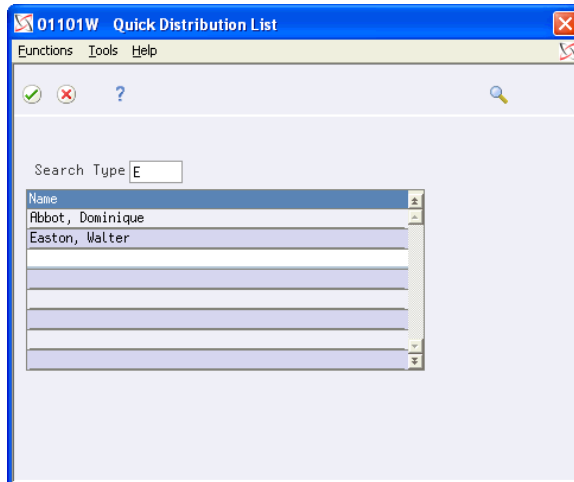 01101W Quick Distribution List
Functions Tools Help
?
Search Type E
Name
Abbot, Dominique
Easton, Walter